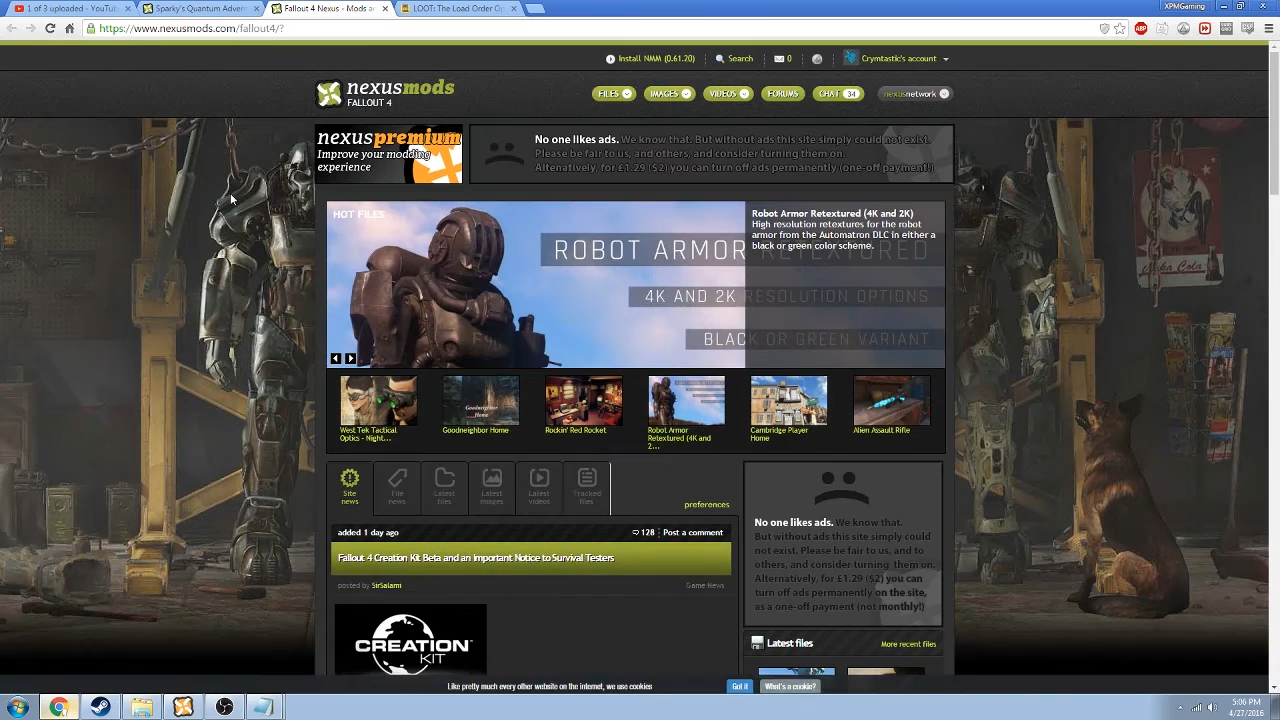 1 of 3 uploaded - YouTub
Sparky's Quantum Advent
Fallout 4 Nexus - Mods a
LOOT: The Load Order Op
XPMGaming
https://www.nexusmods.com/fallout4/?
ABP
Install NMM (0.61.20)
Search
0
Crymtastic's account
nexusmods
FALLOUT 4
FILES
IMAGES
VIDEOS
FORUMS
CHAT 34
nexusnetwork
nexuspremium
Improve your modding
experience
No one likes ads. We know that. But without ads this site simply could not exist.
Please be fair to us, and others, and consider turning them on.
Altenatively, for £1.29 ($2) you can turn off ads permanently (one-off payment!)
HOT FILES
ROBOT ARMOR RETEXTURED
4K AND 2K RESOLUTION OPTIONS
BLACK OR GREEN VARIANT
Robot Armor Retextured (4K and 2K)
High resolution retextures for the robot
armor from the Automatron DLC in either a
black or green color scheme.
Goodneighbor
Home
West Tek Tactical
Optics - Night...
Goodneighbor Home
Rockin' Red Rocket
Robot Armor
Retextured (4K and
2...
Cambridge Player
Home
Alien Assault Rifle
Nuka Cola
Site
news
File
news
Latest
files
Latest
images
Latest
videos
Tracked
files
preferences
added 1 day ago
128
Post a comment
Fallout 4 Creation Kit Beta and an Important Notice to Survival Testers
posted by SirSalami
Game News
CREATION
KIT
No one likes ads. We know that.
But without ads this site simply could
not exist. Please be fair to us, and to
others, and consider turning them on.
Alternatively, for £1.29 ($2) you can
turn off ads permanently on the site,
as a one-off payment (not monthly!)
Latest files
More recent files
Like pretty much every other website on the internet, we use cookies
Got it
What's a cookie?
5:06 PM
4/27/2016